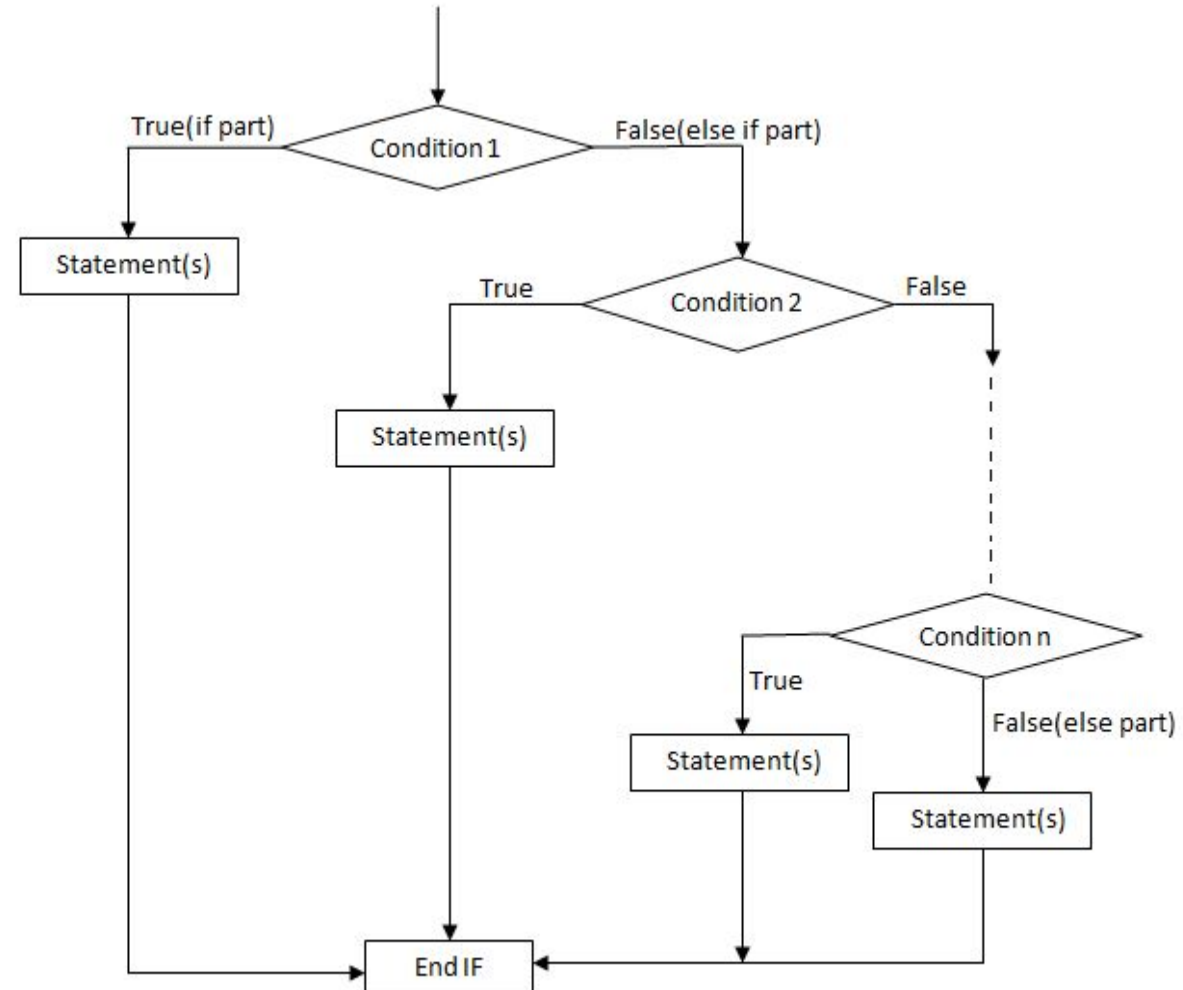 True(if part)
Condition 1
False(else if part)
Statement(s)
True
Condition 2
False
Statement(s)
Condition n
True
False(else part)
Statement(s)
Statement(s)
End IF